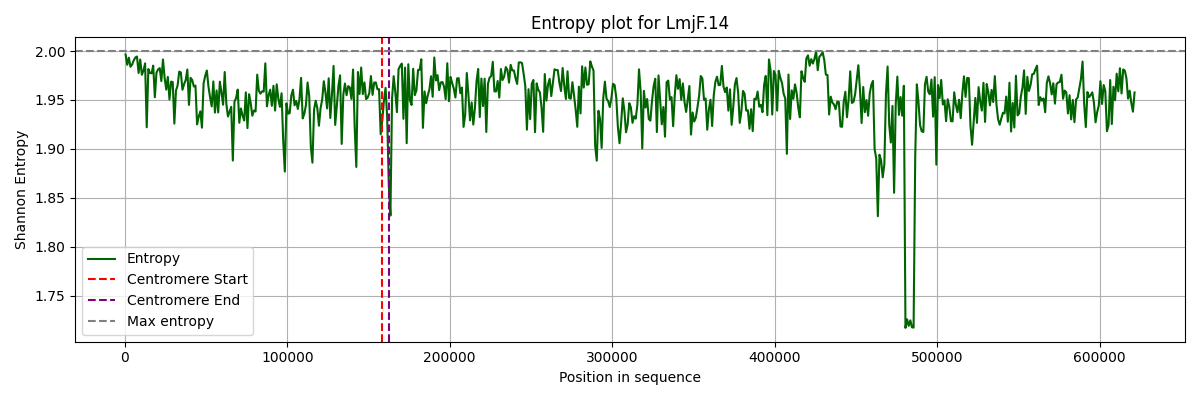 Entropy plot for LmjF.14
Shannon Entropy
2.00
1.95
1.90
1.85
1.80
1.75
Entropy
Centromere Start
Centromere End
Max entropy
0 100000 200000 300000 400000 500000 600000
Position in sequence